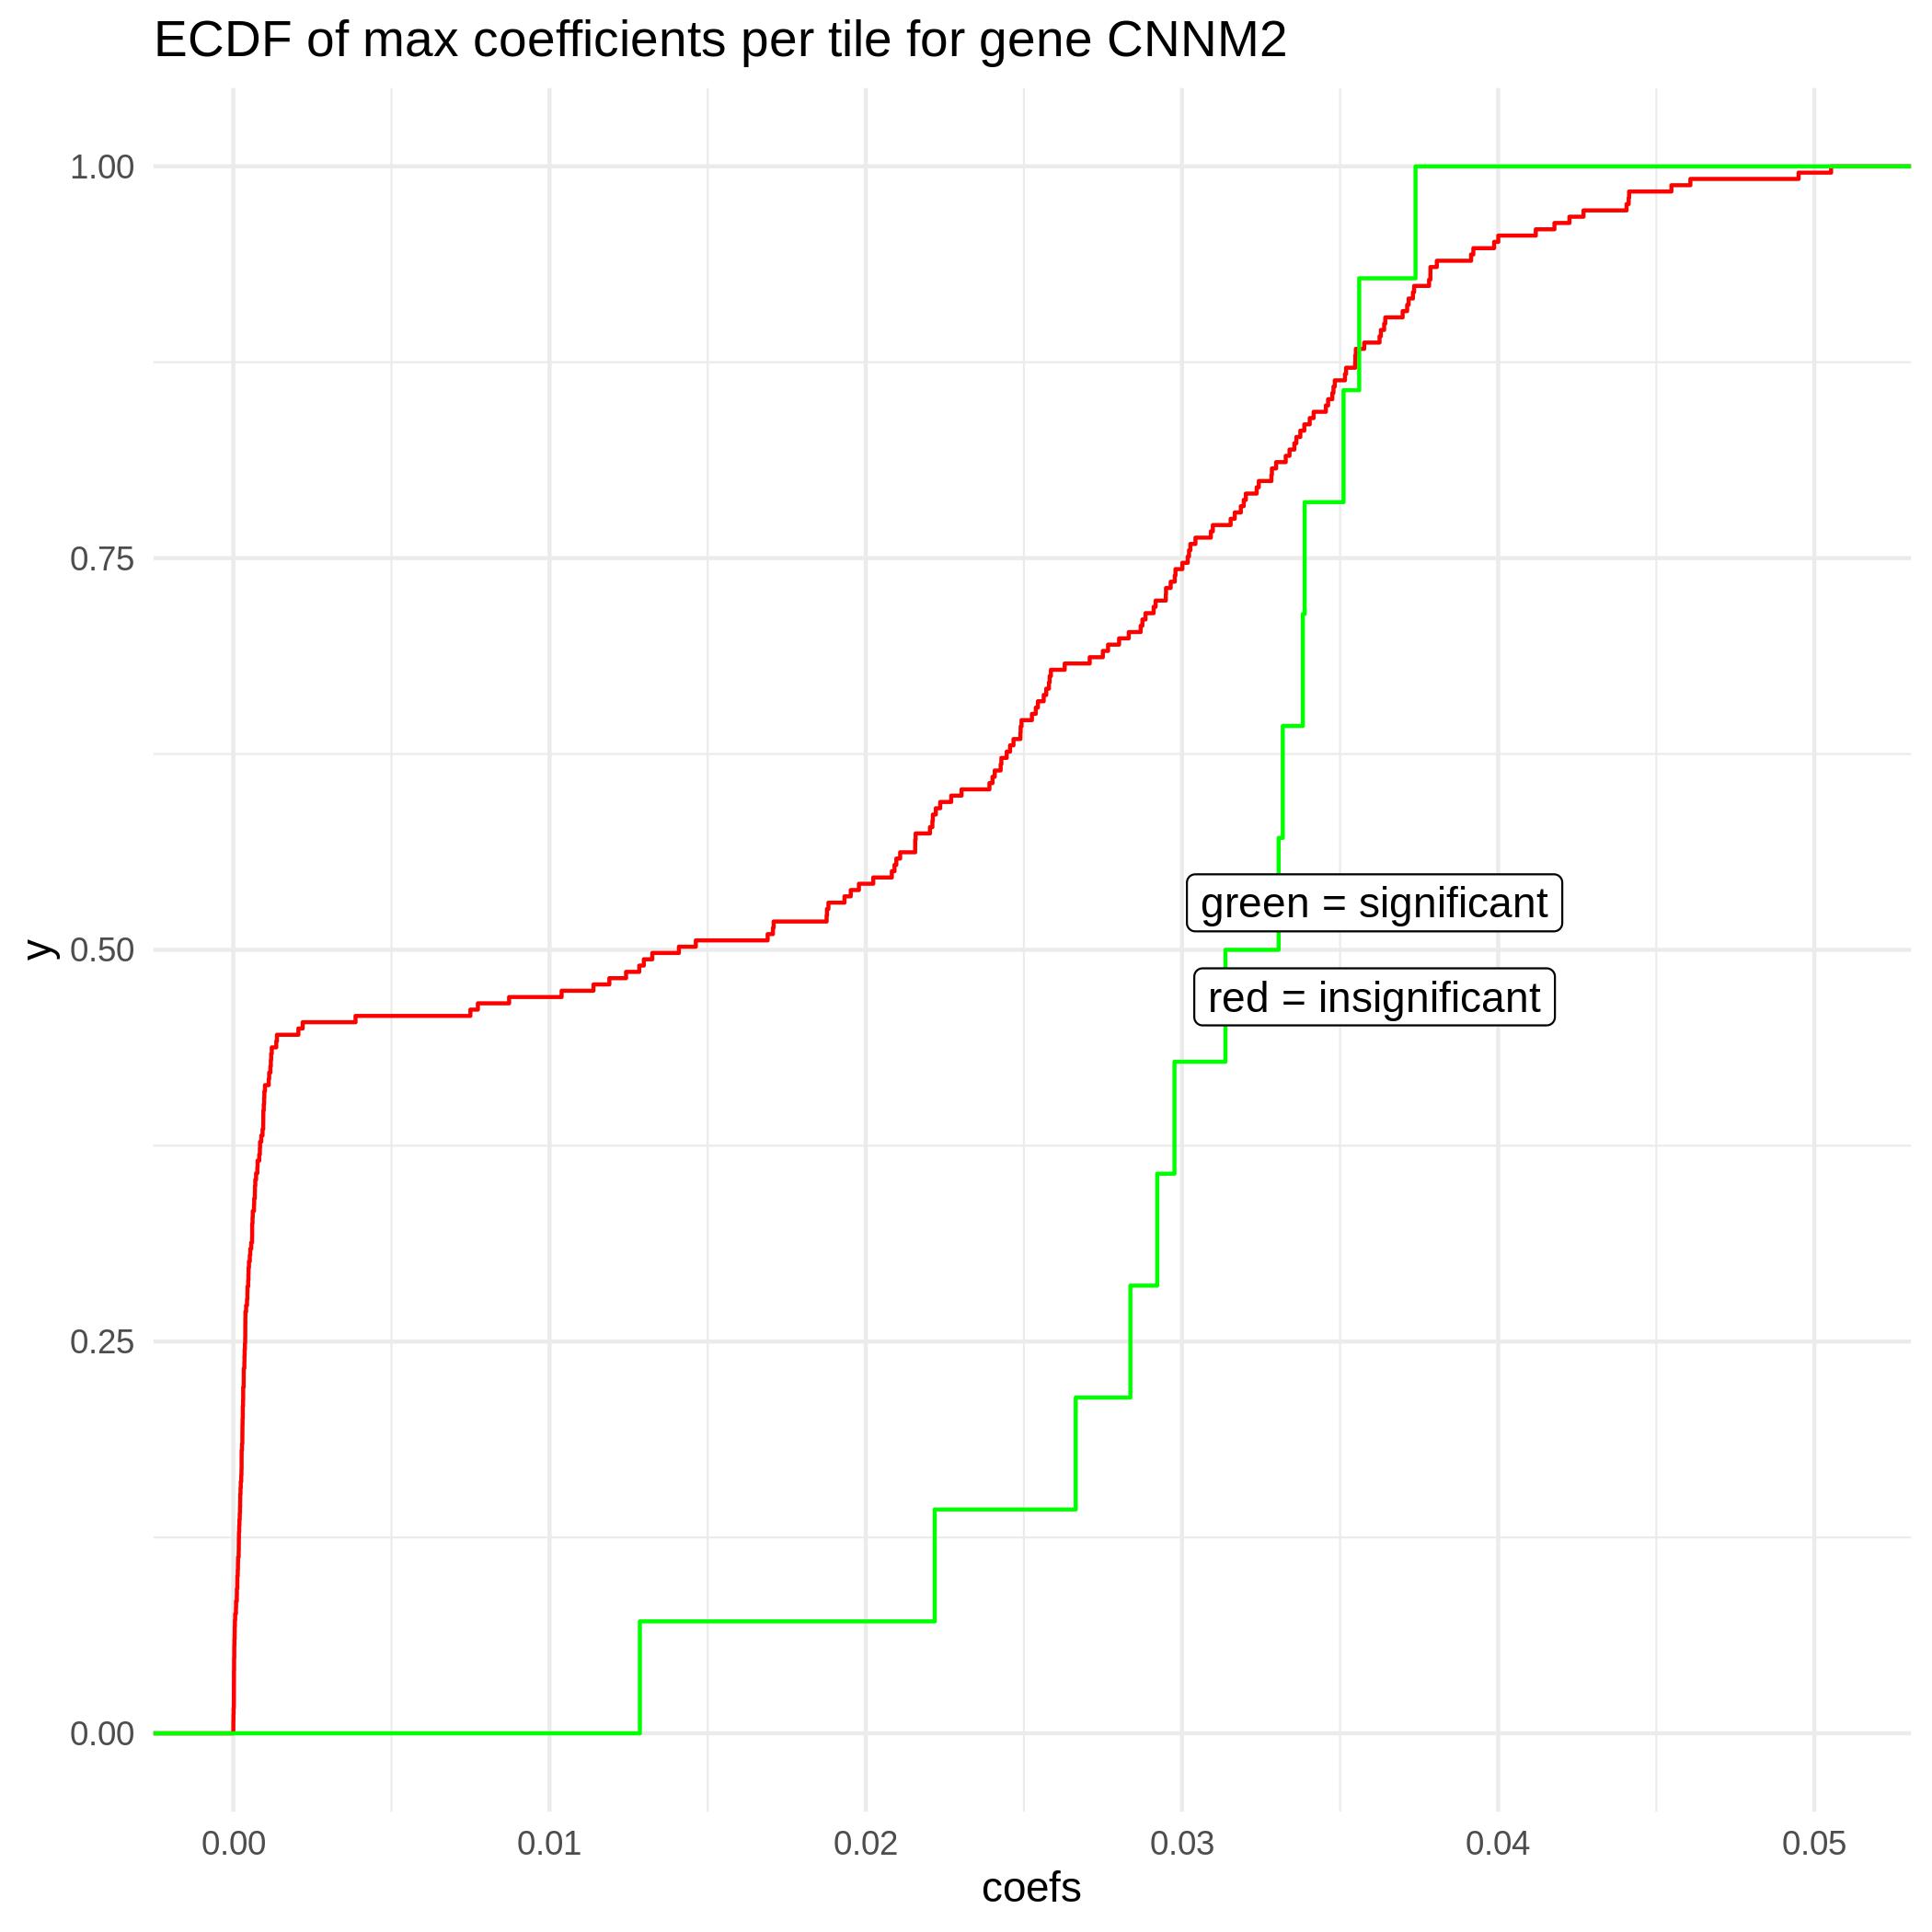 ECDF of max coefficients per tile for gene CNNM2
1.00
0.75
y
0.50
0.25
0.00
green = significant
red = insignificant
0.00 0.01 0.02 0.03 0.04 0.05
coefs